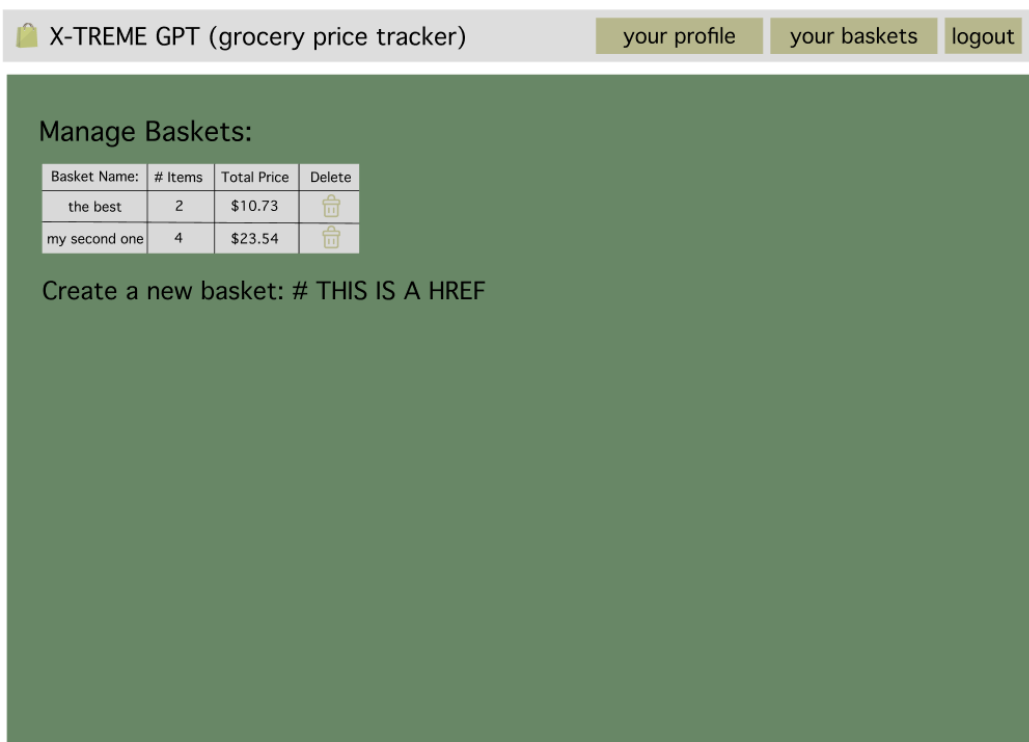 X-TREME GPT (grocery price tracker) your profile your baskets logout
Manage Baskets:
Basket Name: # Items Total Price Delete
the best 2 $10.73
my second one 4 $23.54
Create a new basket: # THIS IS A HREF